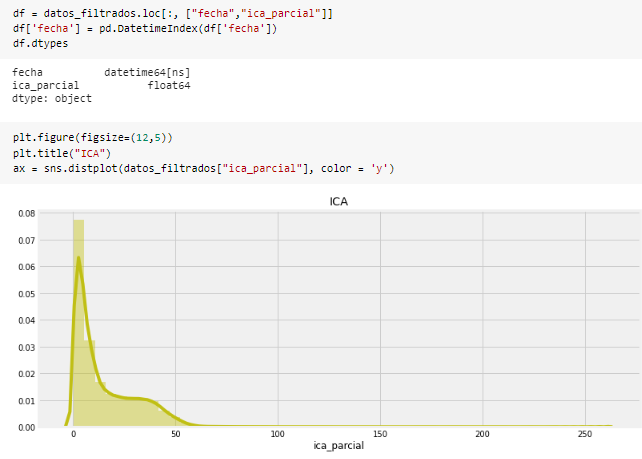 df = datos_filtrados.loc[:, ["fecha","ica_parcial"]]
df['fecha'] = pd.DatetimeIndex(df['fecha'])
df.dtypes
fecha         datetime64[ns]
ica_parcial          float64
dtype: object
plt.figure(figsize=(12,5))
plt.title("ICA")
ax = sns.distplot(datos_filtrados["ica_parcial"], color = 'y')
ICA
0.08
0.07
0.06
0.05
0.04
0.03
0.02
0.01
0.00
0 50 100 150 200 250
ica_parcial